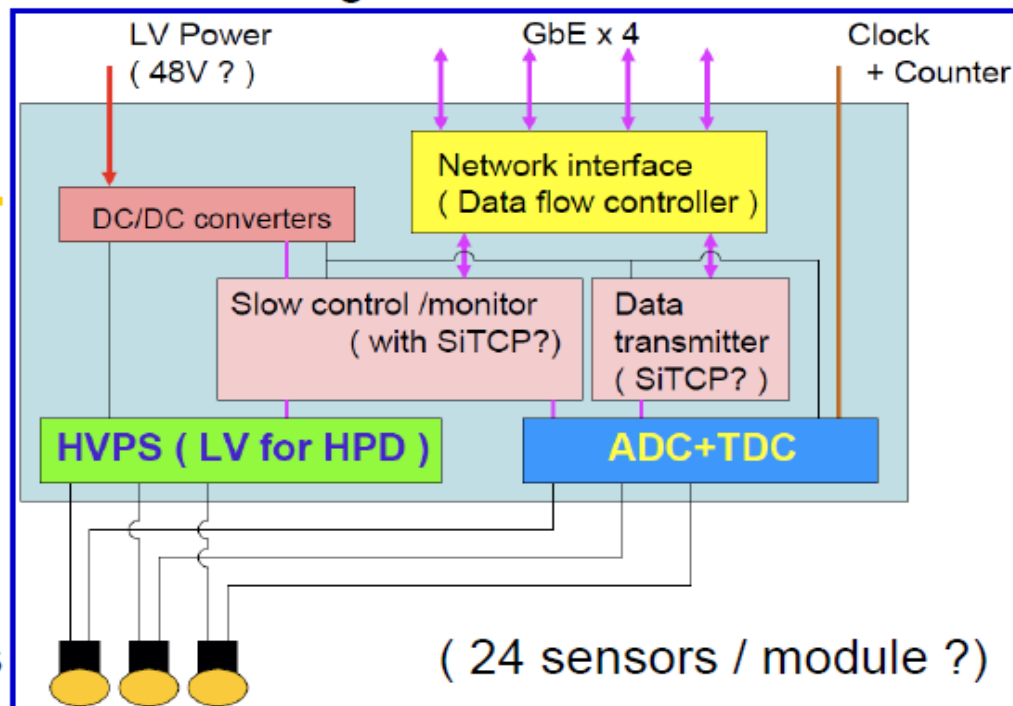 LV Power
( 48V ? )
GbE x 4
Clock
+ Counter
Network interface
( Data flow controller )
DC/DC converters
Slow control /monitor
( with SiTCP?)
Data
transmitter
( SiTCP? )
HVPS ( LV for HPD )
ADC+TDC
( 24 sensors / module ?)